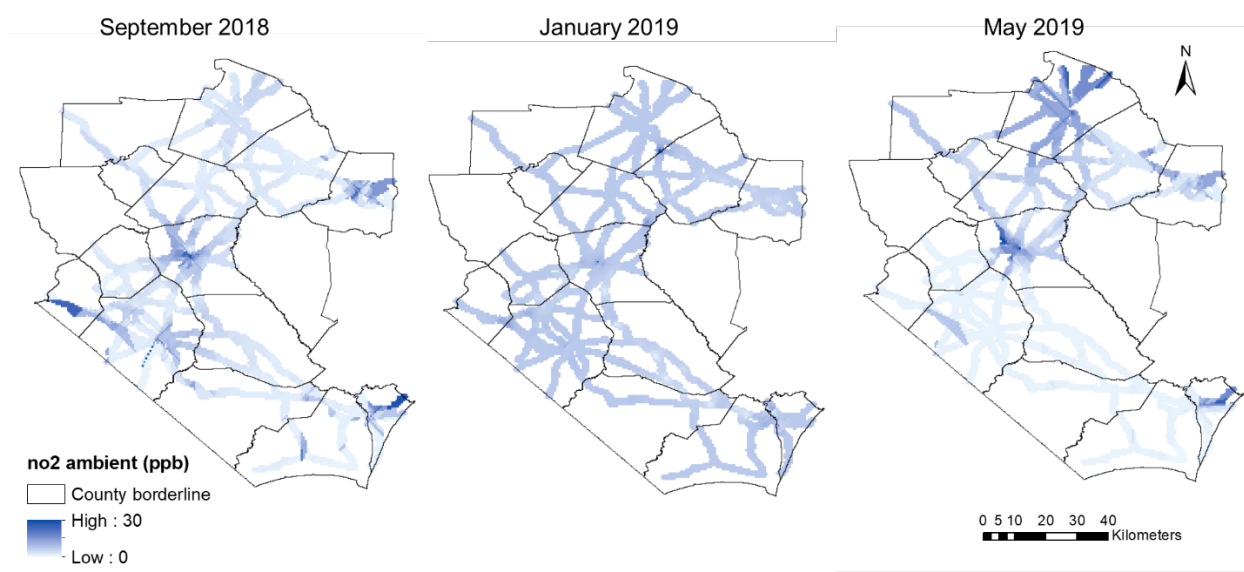 September 2018
January 2019
May 2019
N
no2 ambient (ppb)
County borderline
High : 30
Low : 0
0 5 10 20 30 40
Kilometers